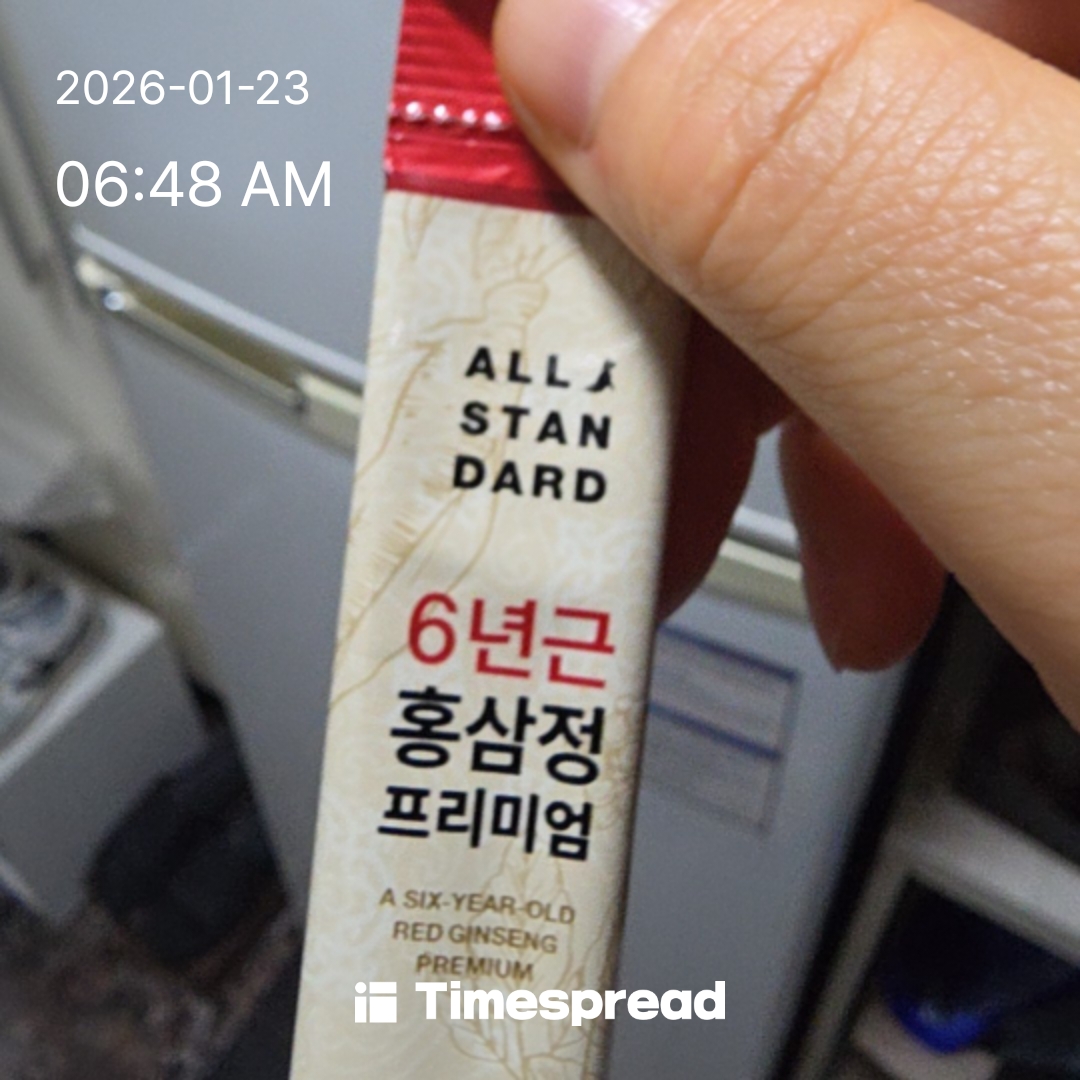 2026-01-23
06:48 AM
ALL
STAN
DARD
6년근
홍삼정
프리미엄
A SIX-YEAR-OLD
RED GINSENG
PREMIUM
Timespread